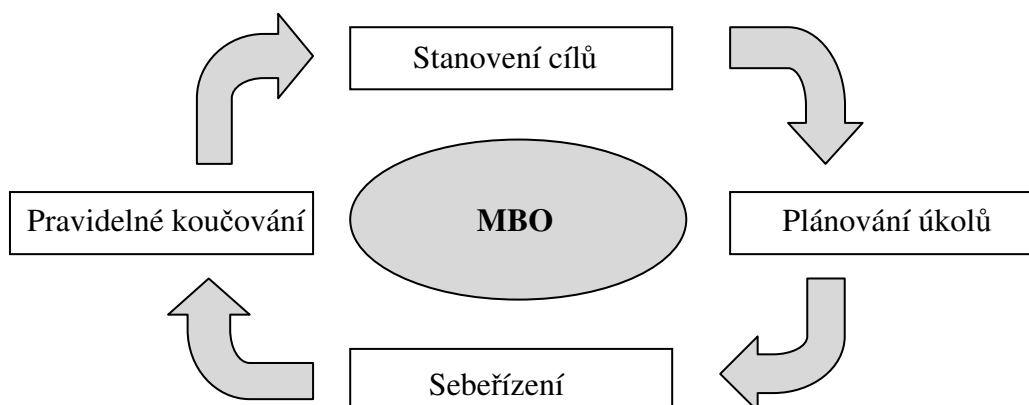 Stanovení cílů
Pravidelné koučování
MBO
Plánování úkolů
Sebeřízení